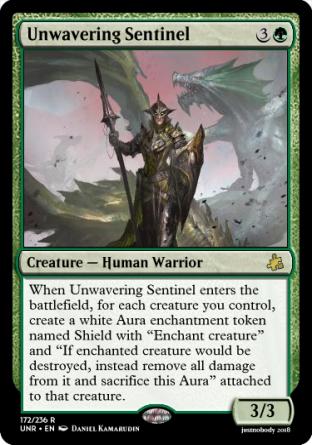 Unwavering Sentinel 3
Creature — Human Warrior
When Unwavering Sentinel enters the
battlefield, for each creature you control,
create a white Aura enchantment token
named Shield with “Enchant creature”
and “If enchanted creature would be
destroyed, instead remove all damage
from it and sacrifice this Aura” attached
to that creature.
3/3
172/236 R
UNR • EN DANIEL KAMARUDIN
justnobody 2018